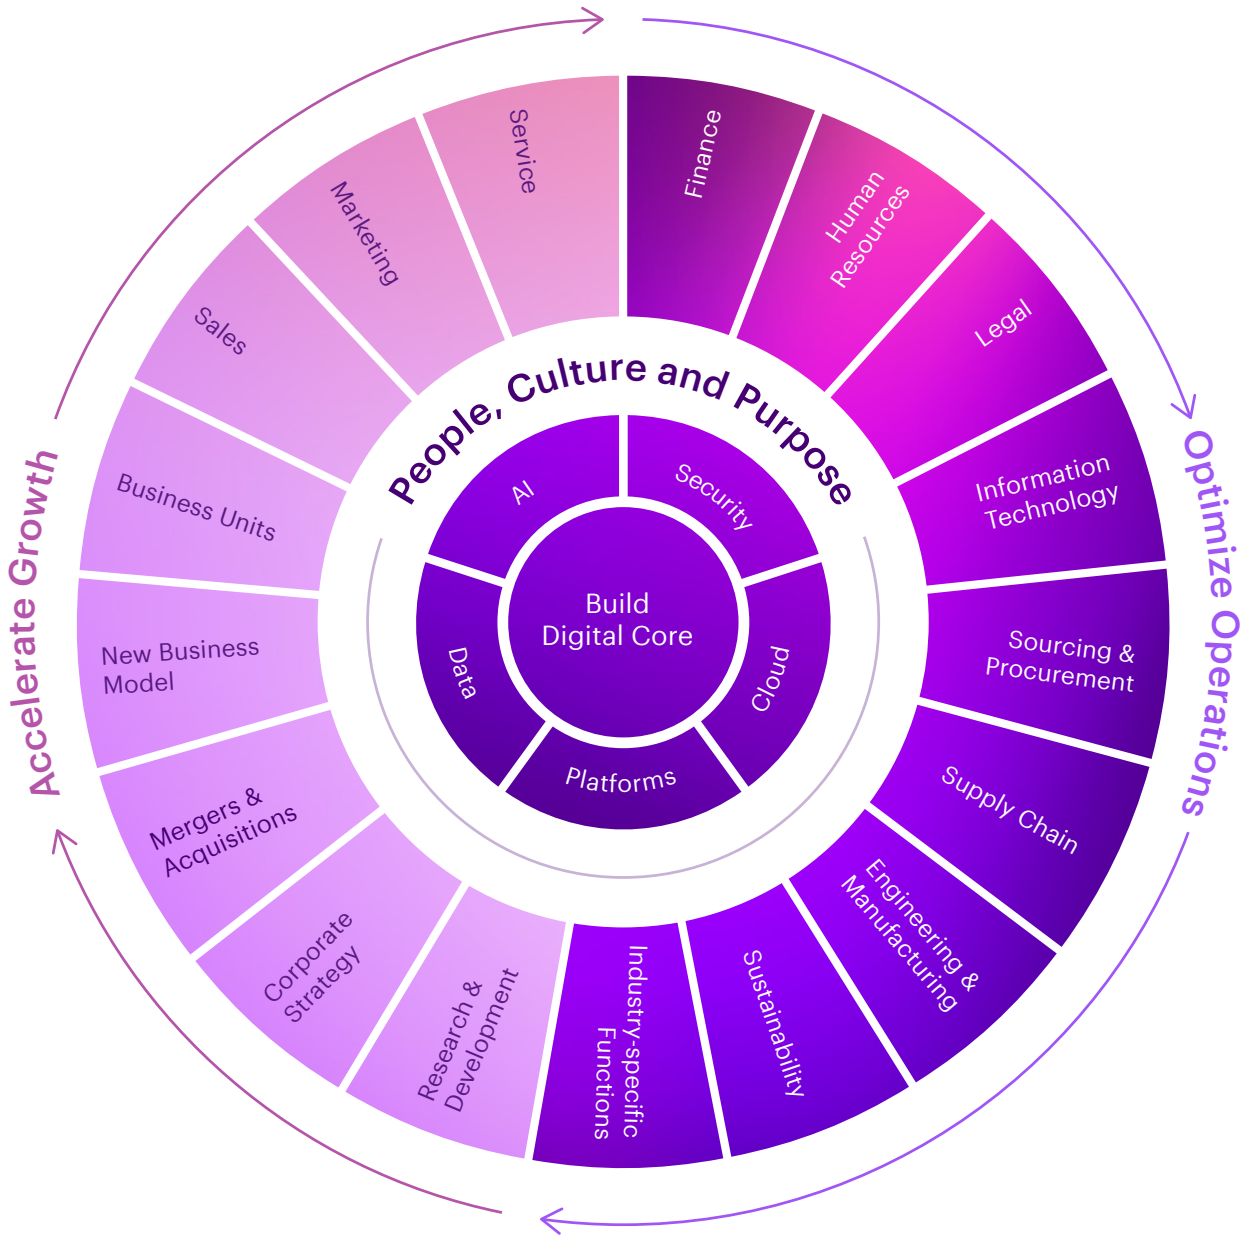 Accelerate Growth
Optimize Operations
Service
Finance
Human
Resources
Legal
Information
Technology
Sourcing &
Procurement
Supply Chain
Engineering &
Manufacturing
Sustainability
Industry-specific
Functions
Research &
Development
Corporate
Strategy
Mergers &
Acquisitions
New Business
Model
Business Units
Sales
Marketing
People, Culture and Purpose
AI
Security
Cloud
Platforms
Data
Build
Digital Core